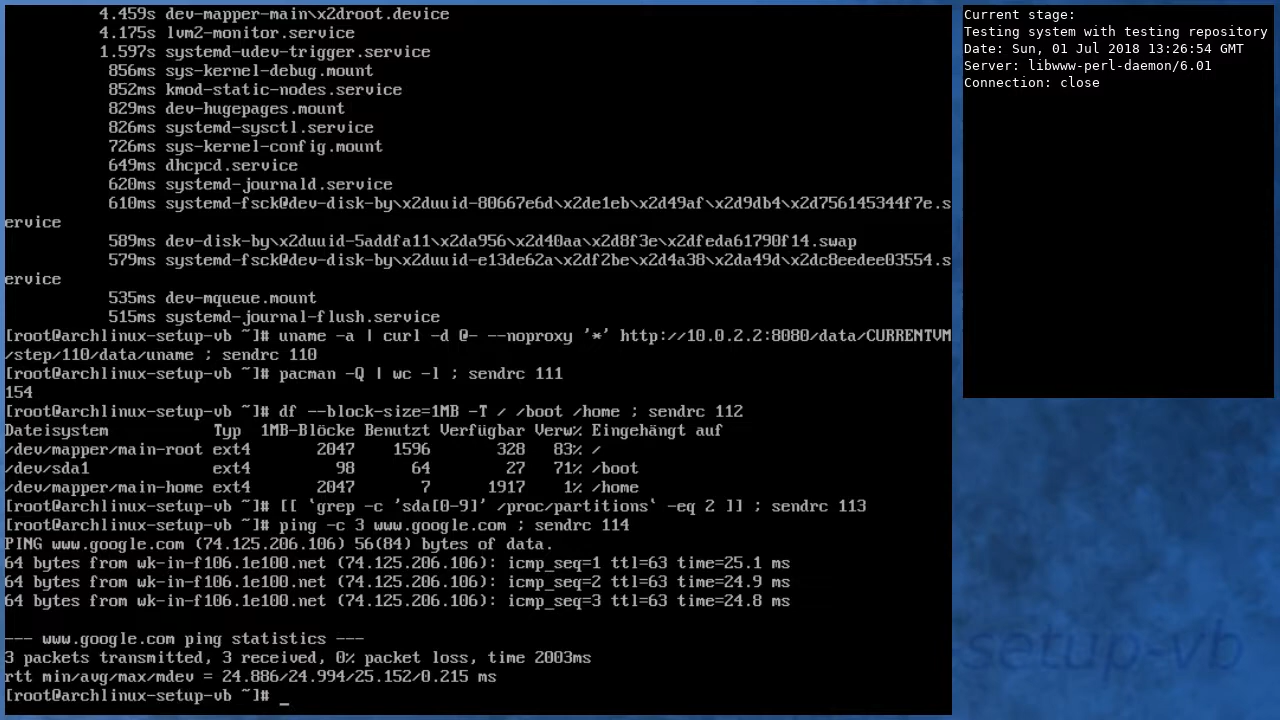 4.459s dev-mapper-main\x2droot.device
4.175s lvm2-monitor.service
1.597s systemd-udev-trigger.service
856ms sys-kernel-debug.mount
852ms kmod-static-nodes.service
829ms dev-hugepages.mount
826ms systemd-sysctl.service
726ms sys-kernel-config.mount
649ms dhcpcd.service
620ms systemd-journald.service
610ms systemd-fsck@dev-disk-by\x2duuid-80667e6d\x2de1eb\x2d49af\x2d9db4\x2d756145344f7e.s
ervice
589ms dev-disk-by\x2duuid-5addfa11\x2da956\x2d40aa\x2d8f3e\x2dfeda61790f14.swap
579ms systemd-fsck@dev-disk-by\x2duuid-e13de62a\x2df2be\x2d4a38\x2da49d\x2dc8eedee03554.s
ervice
535ms dev-mqueue.mount
515ms systemd-journal-flush.service
[root@archlinux-setup-vb ~]# uname -a | curl -d @- --noproxy '*' http://10.0.2.2:8080/data/CURRENTVM
/step/110/data/uname ; sendrc 110
[root@archlinux-setup-vb ~]# pacman -Q | wc -l ; sendrc 111
154
[root@archlinux-setup-vb ~]# df --block-size=1MB -T / /boot /home ; sendrc 112
Dateisystem Typ 1MB-Blöcke Benutzt Verfügbar Verw% Eingehängt auf
/dev/mapper/main-root ext4 2047 1596 328 83% /
/dev/sda1 ext4 98 64 27 71% /boot
/dev/mapper/main-home ext4 2047 7 1917 1% /home
[root@archlinux-setup-vb ~]# [[ `grep -c 'sda[0-9]' /proc/partitions` -eq 2 ]] ; sendrc 113
[root@archlinux-setup-vb ~]# ping -c 3 www.google.com ; sendrc 114
PING www.google.com (74.125.206.106) 56(84) bytes of data.
64 bytes from wk-in-f106.1e100.net (74.125.206.106): icmp_seq=1 ttl=63 time=25.1 ms
64 bytes from wk-in-f106.1e100.net (74.125.206.106): icmp_seq=2 ttl=63 time=24.9 ms
64 bytes from wk-in-f106.1e100.net (74.125.206.106): icmp_seq=3 ttl=63 time=24.8 ms
--- www.google.com ping statistics ---
3 packets transmitted, 3 received, 0% packet loss, time 2003ms
rtt min/avg/max/mdev = 24.886/24.994/25.152/0.215 ms
[root@archlinux-setup-vb ~]# _
Current stage:
Testing system with testing repository
Date: Sun, 01 Jul 2018 13:26:54 GMT
Server: libwww-perl-daemon/6.01
Connection: close
setup-vb